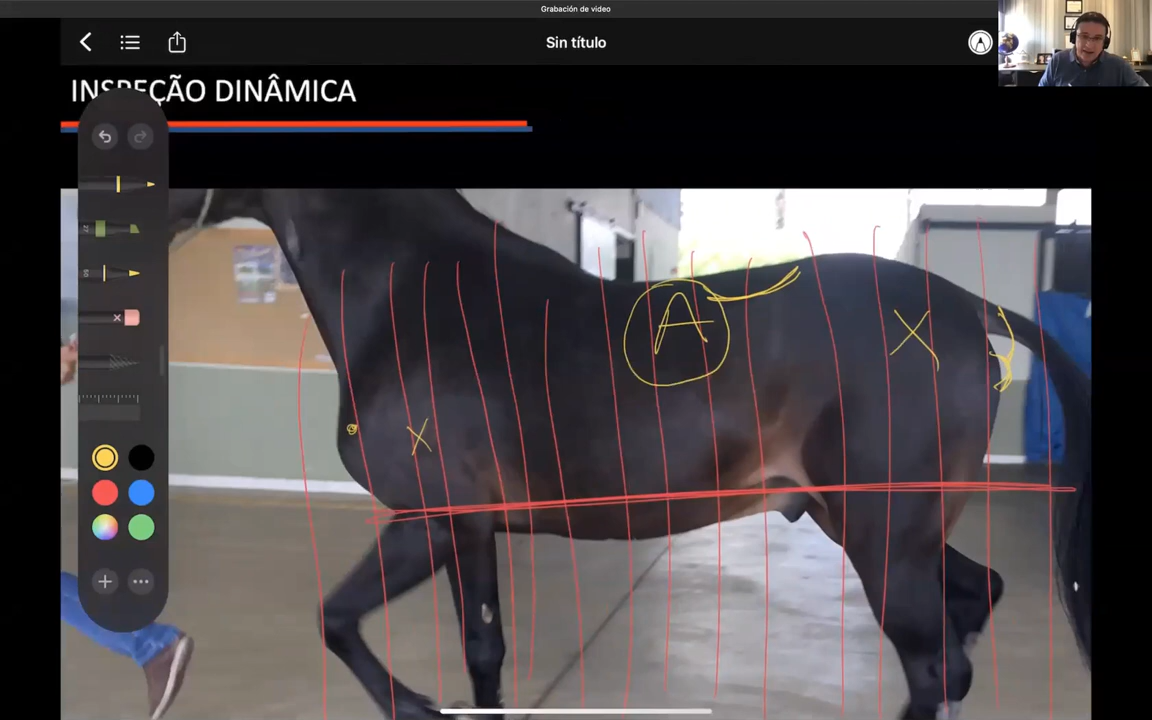 Grabación de video
Sin título
INSPEÇÃO DINÂMICA
A
X
X